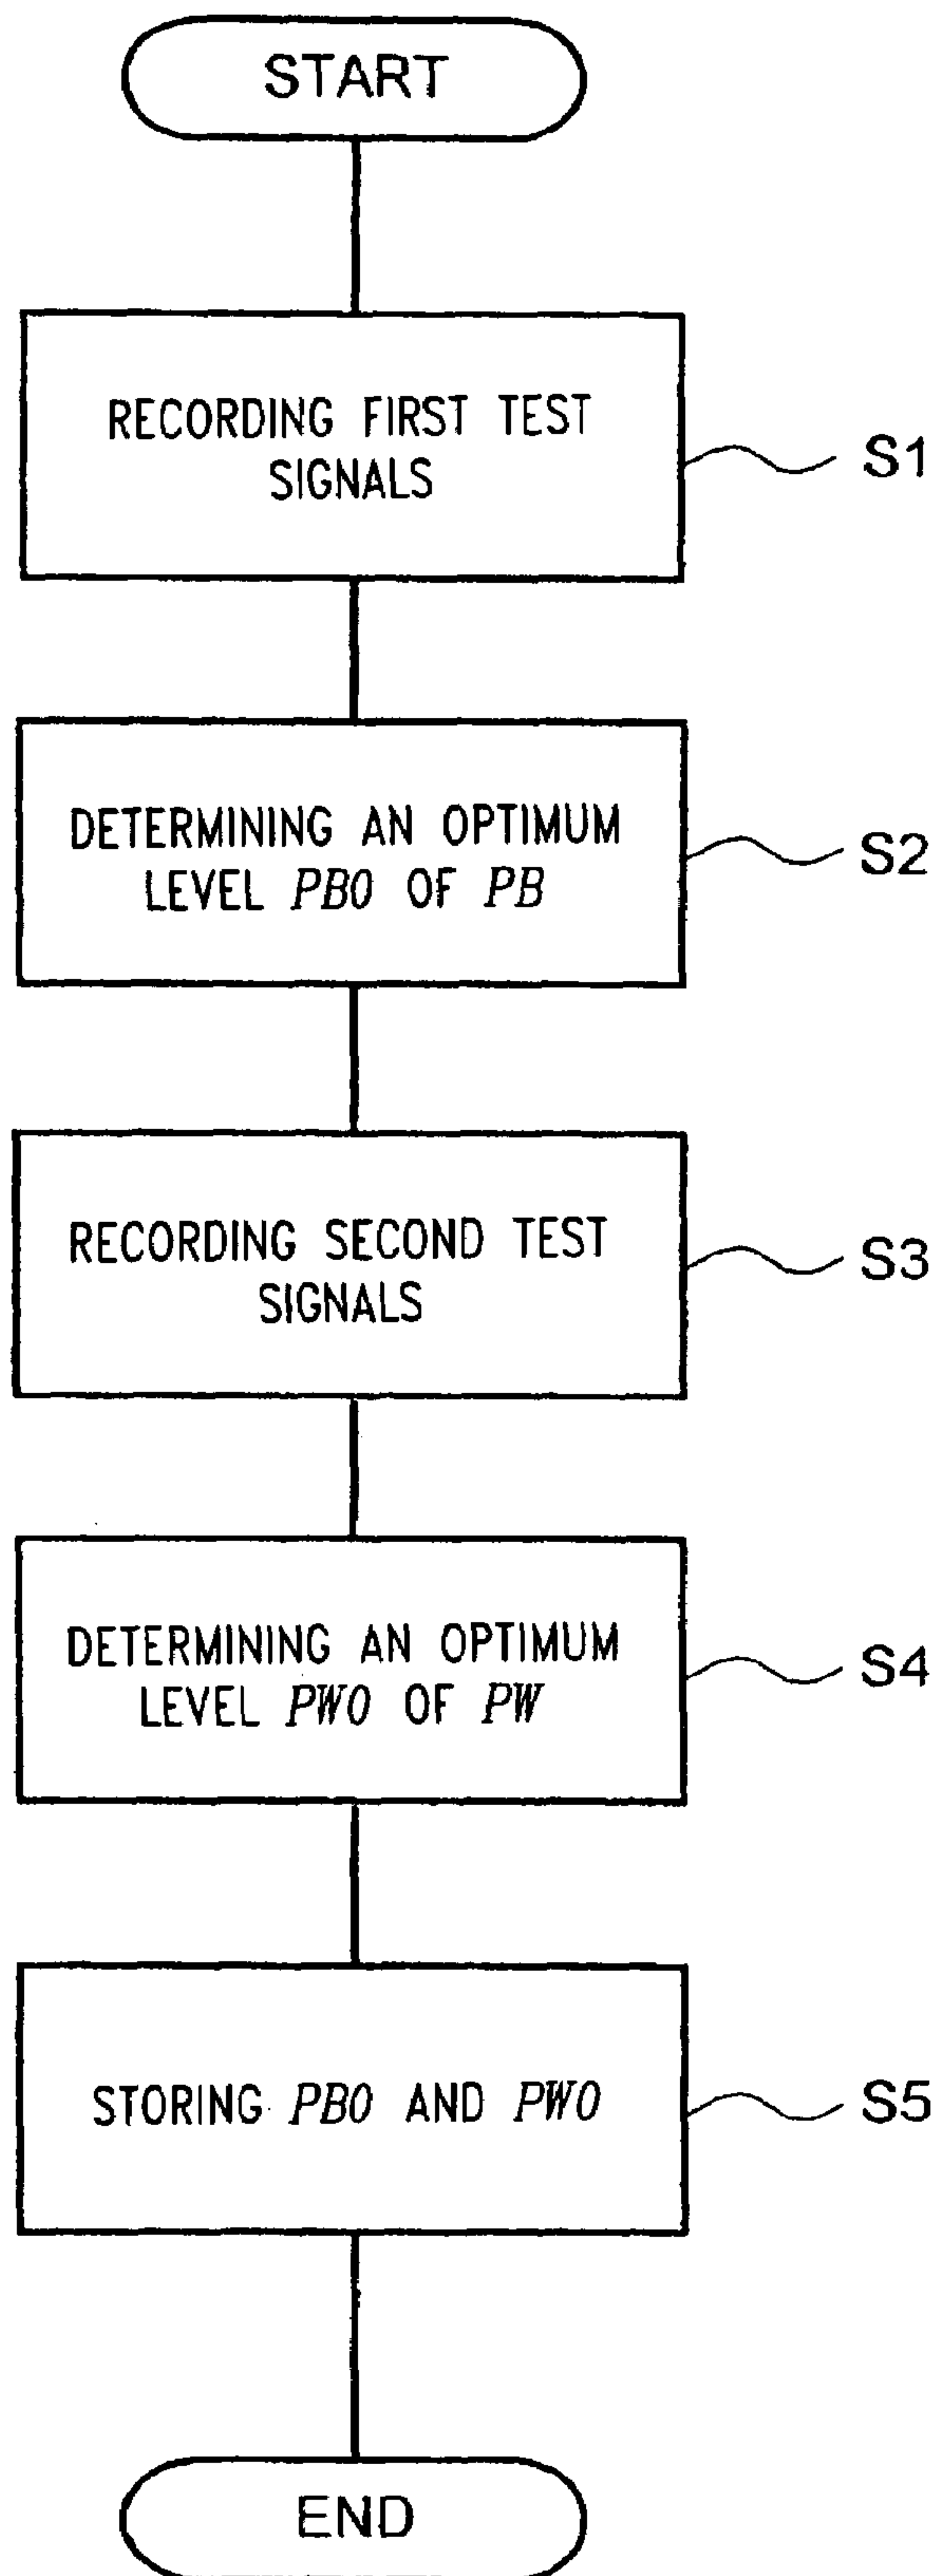 START
RECORDING FIRST TEST
SIGNALS
S1
DETERMINING AN OPTIMUM
LEVEL PB0 OF PB
S2
RECORDING SECOND TEST
SIGNALS
S3
DETERMINING AN OPTIMUM
LEVEL PW0 OF PW
S4
STORING PB0 AND PW0
S5
END